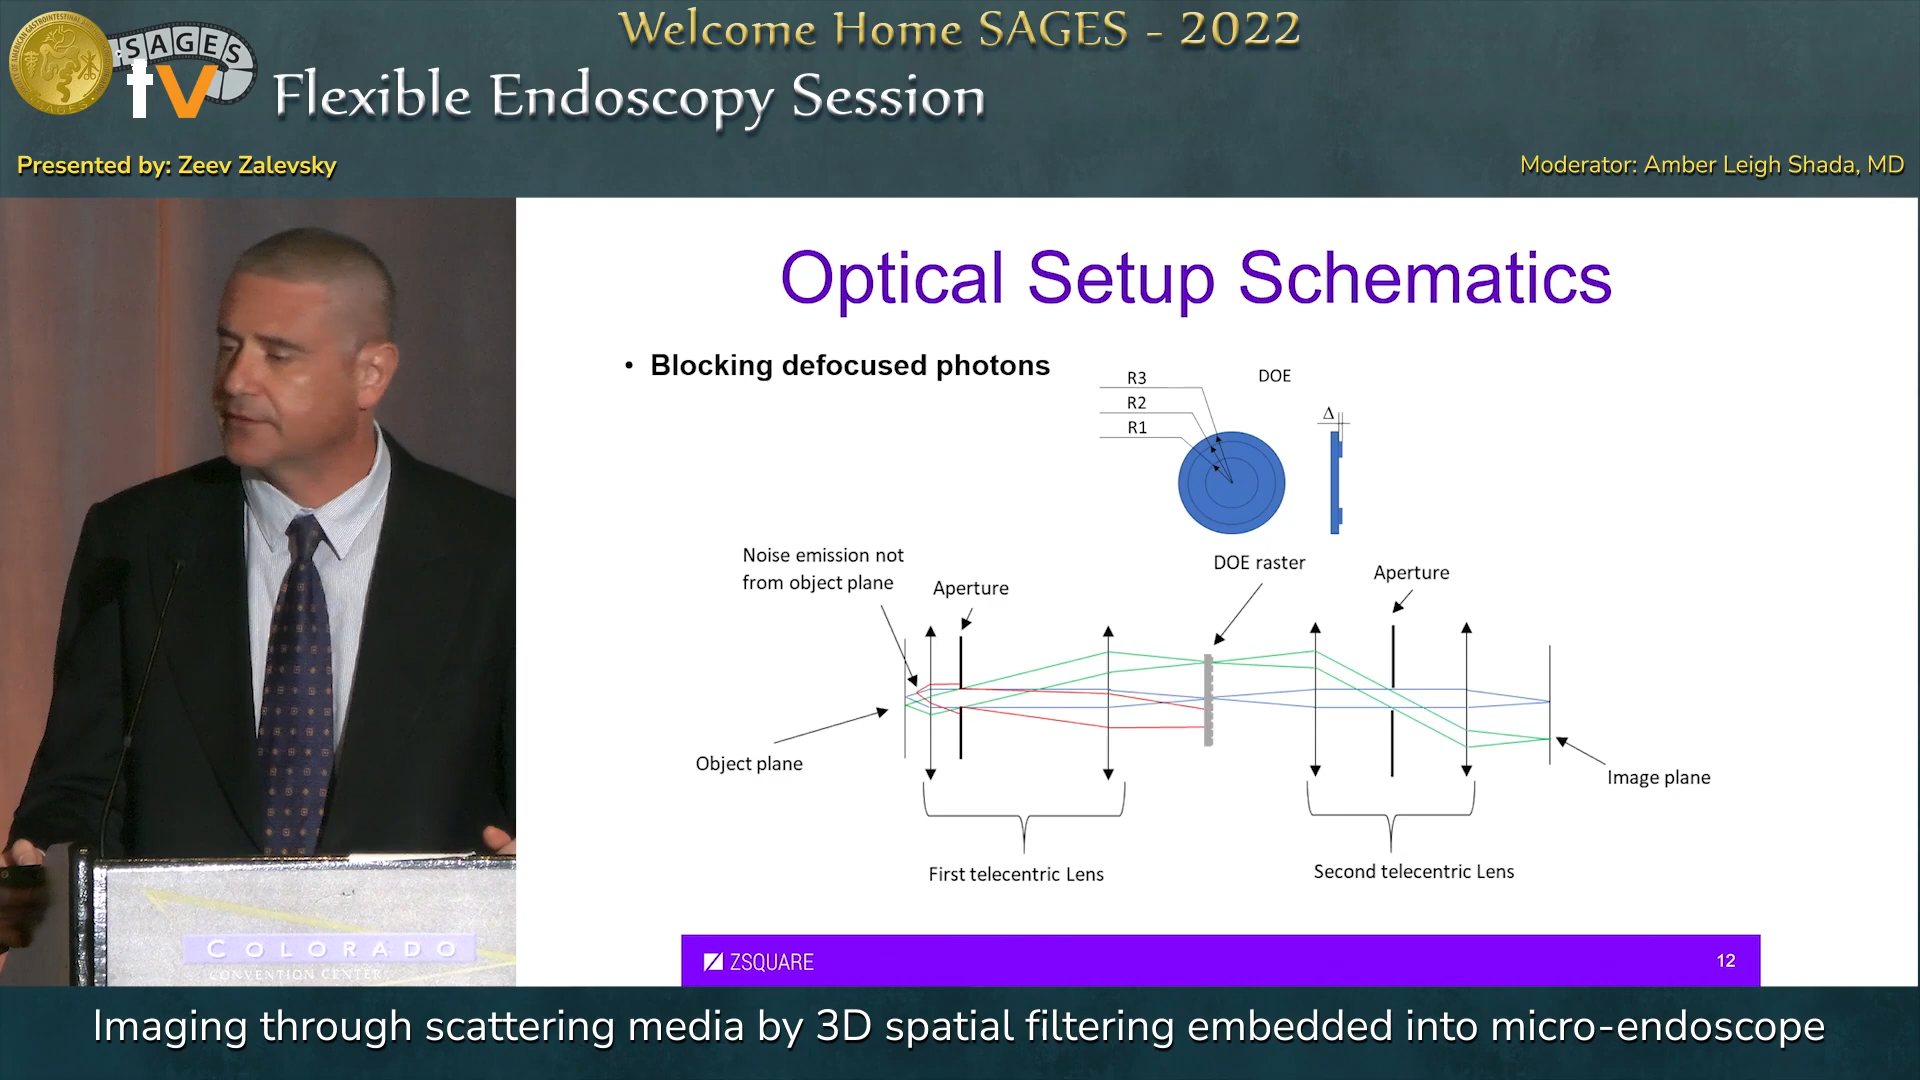 Welcome Home SAGES - 2022
SAGES
tv
Flexible Endoscopy Session
Presented by: Zeev Zalevsky
Moderator: Amber Leigh Shada, MD
Optical Setup Schematics
• Blocking defocused photons
R3
R2
R1
DOE
Δ
Noise emission not
from object plane
Aperture
DOE raster
Aperture
Object plane
Image plane
First telecentric Lens
Second telecentric Lens
ZSQUARE
12
COLORADO
CONVENTION CENTER
Imaging through scattering media by 3D spatial filtering embedded into micro-endoscope